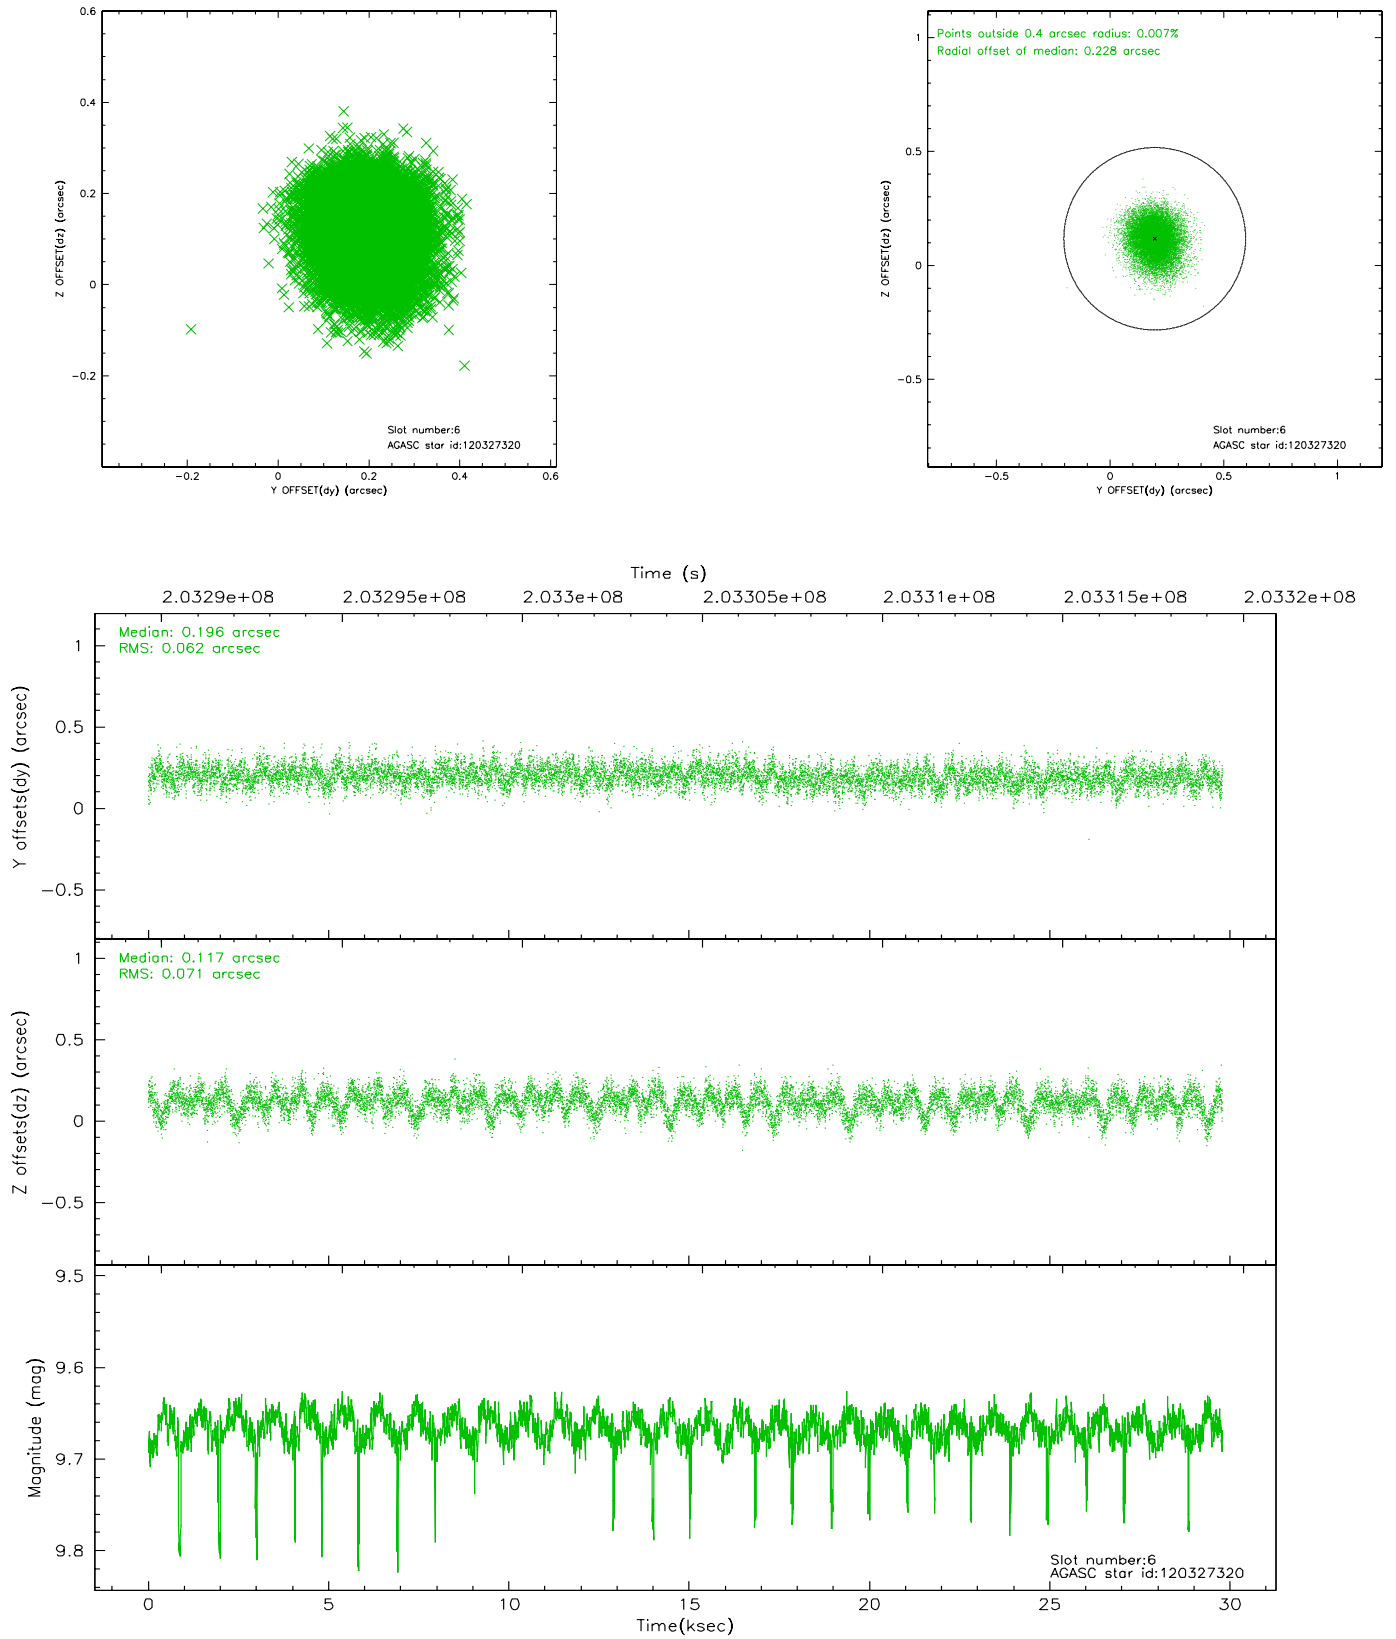 0.6
0.4
0.2
0
−0.2
Z OFFSET(dz) (arcsec)
−0.2 0 0.2 0.4 0.6
Y OFFSET(dy) (arcsec)
Slot number:6
AGASC star id:120327320
Points outside 0.4 arcsec radius: 0.007%
Radial offset of median: 0.228 arcsec
1
0.5
0
−0.5
Z OFFSET(dz) (arcsec)
−0.5 0 0.5 1
Y OFFSET(dy) (arcsec)
Slot number:6
AGASC star id:120327320
Time (s)
2.0329e+08 2.03295e+08 2.033e+08 2.03305e+08 2.0331e+08 2.03315e+08 2.0332e+08
Median: 0.196 arcsec
RMS: 0.062 arcsec
1
0.5
0
−0.5
Y offsets(dy) (arcsec)
Median: 0.117 arcsec
RMS: 0.071 arcsec
1
0.5
0
−0.5
Z offsets(dz) (arcsec)
9.5
9.6
9.7
9.8
Magnitude (mag)
Slot number:6
AGASC star id:120327320
0 5 10 15 20 25 30
Time(ksec)